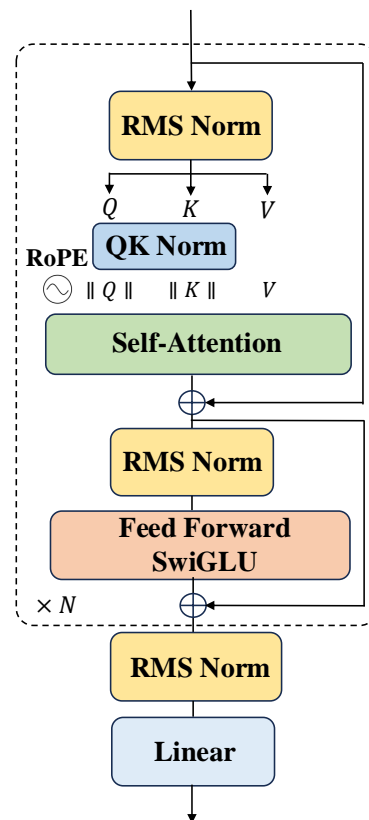 RMS Norm
Q K V
QK Norm
RoPE
‖ Q ‖ ‖ K ‖ V
Self-Attention
RMS Norm
Feed Forward
SwiGLU
× N
RMS Norm
Linear